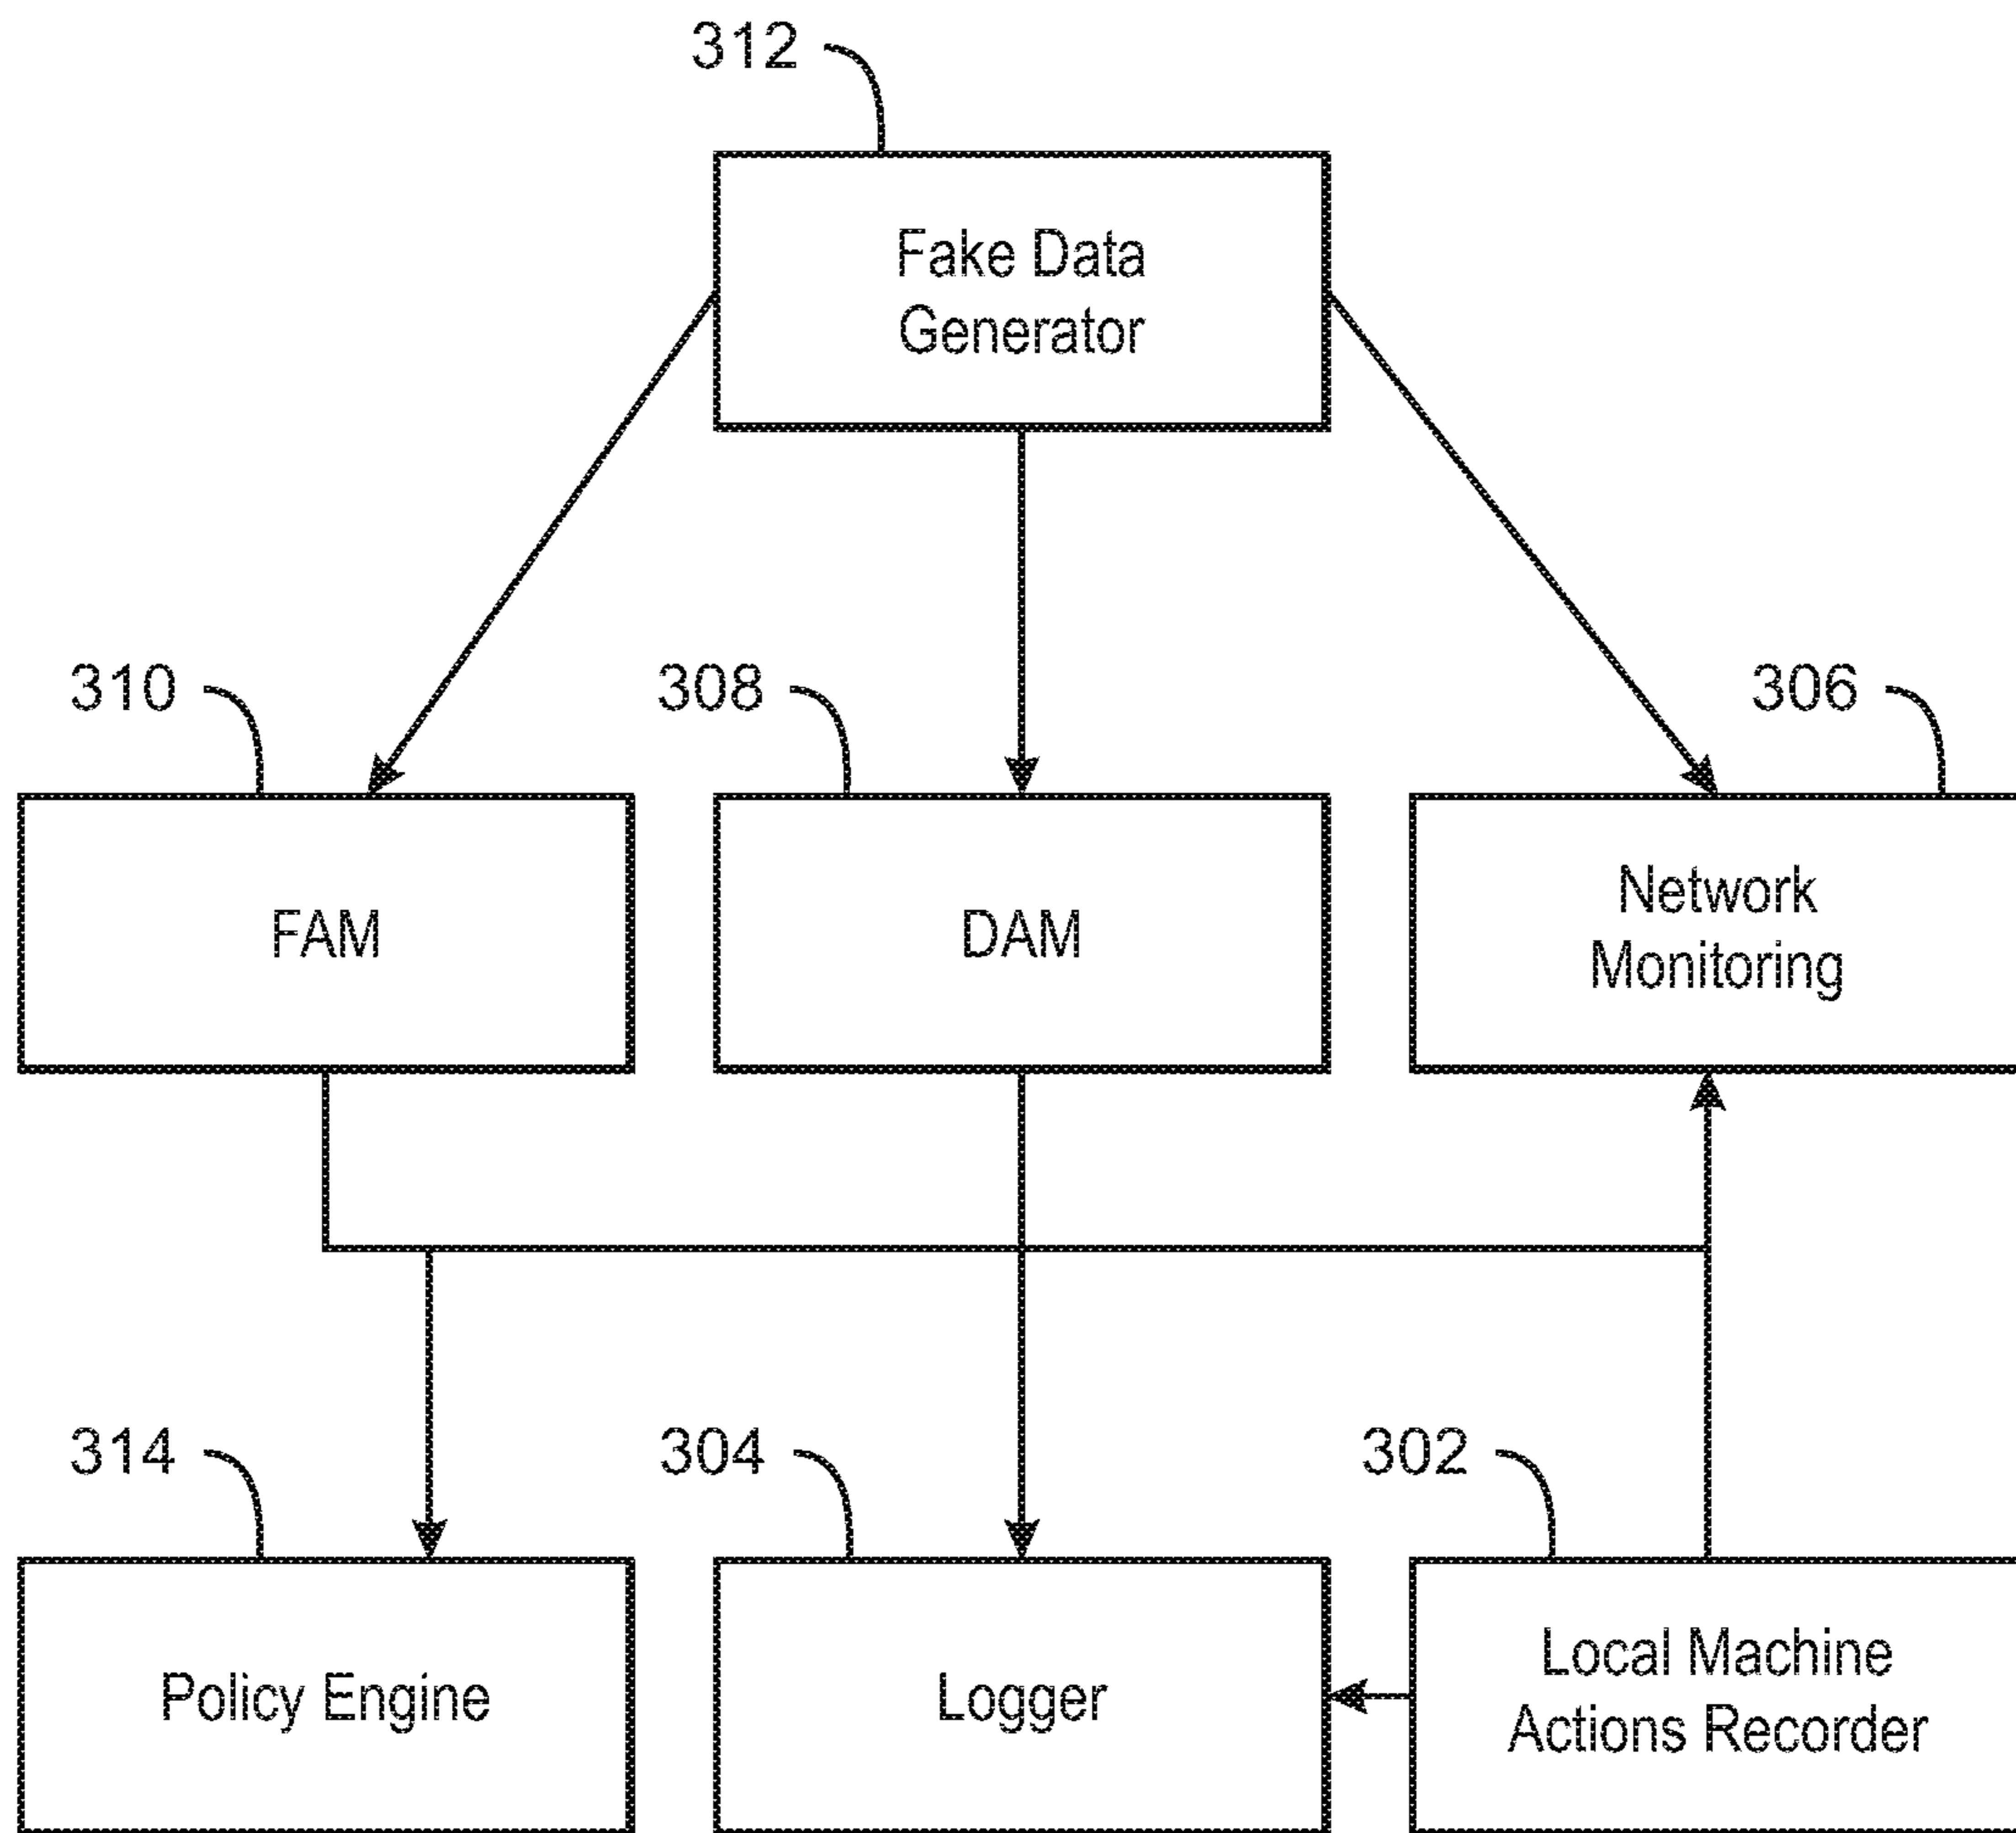 312
Fake Data
Generator
310
308
306
FAM
DAM
Network
Monitoring
314
304
302
Policy Engine
Logger
Local Machine
Actions Recorder